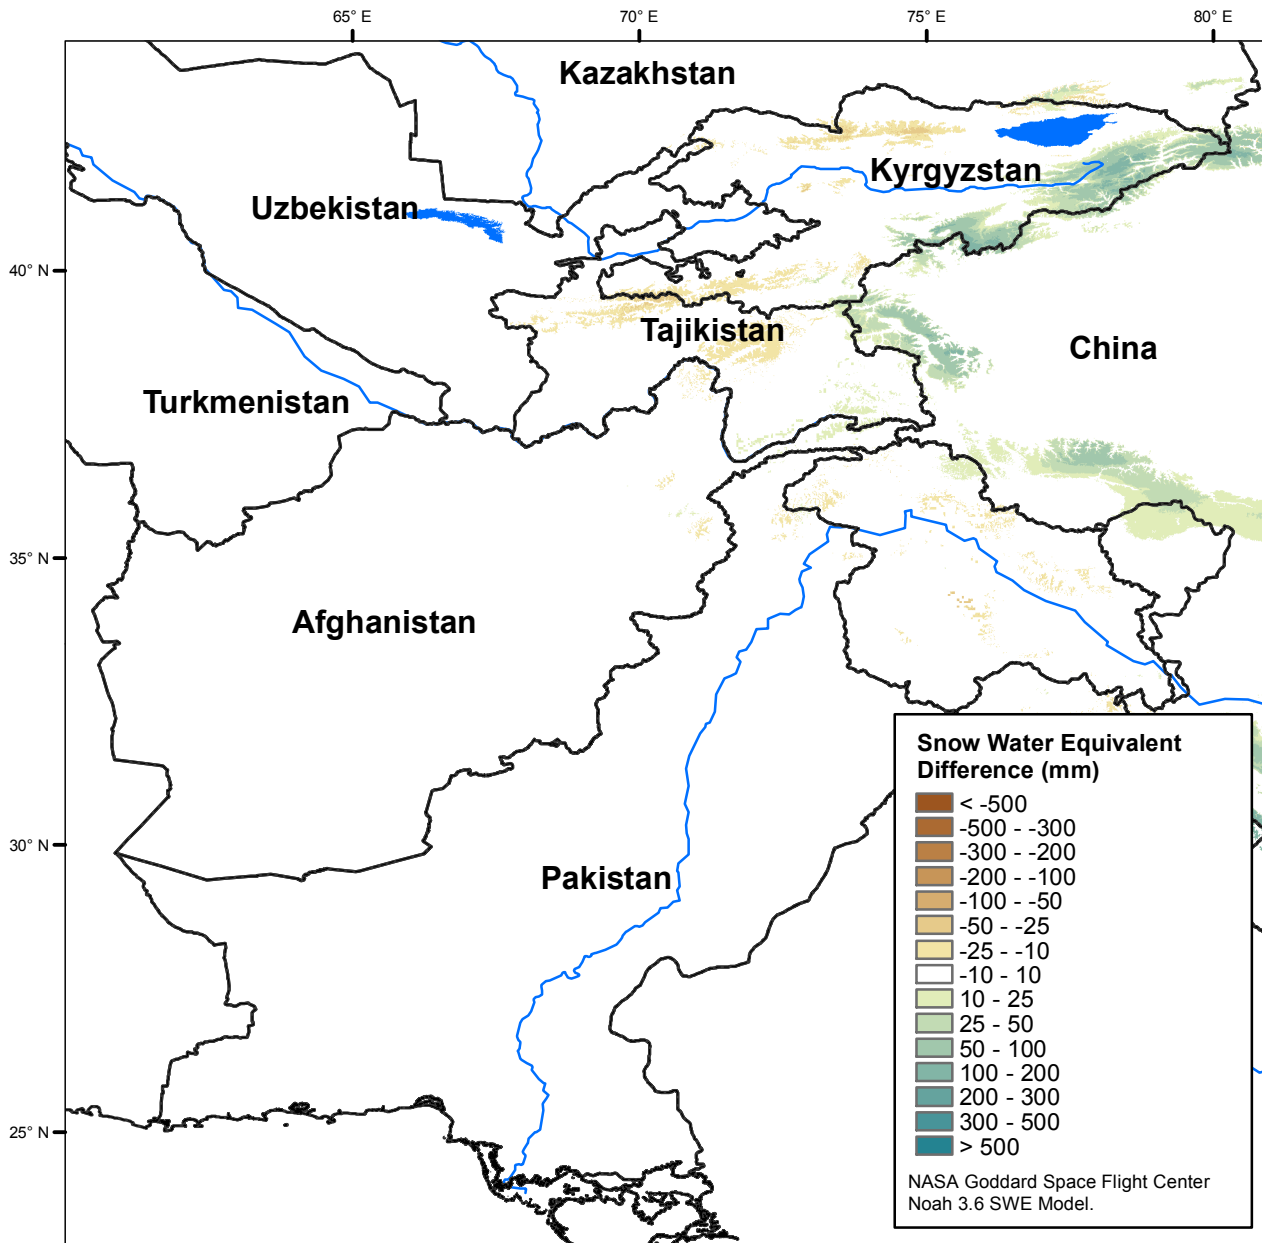 65° E
70° E
75° E
80° E
Kazakhstan
Kyrgyzstan
Uzbekistan
40° N
Tajikistan
China
Turkmenistan
35° N
Afghanistan
Snow Water Equivalent
Difference (mm)
< -500
-500 - -300
-300 - -200
30° N
-200 - -100
Pakistan
-100 - -50
-50 - -25
-25 - -10
-10 - 10
10 - 25
25 - 50
50 - 100
100 - 200
200 - 300
300 - 500
25° N
> 500
NASA Goddard Space Flight Center
Noah 3.6 SWE Model.